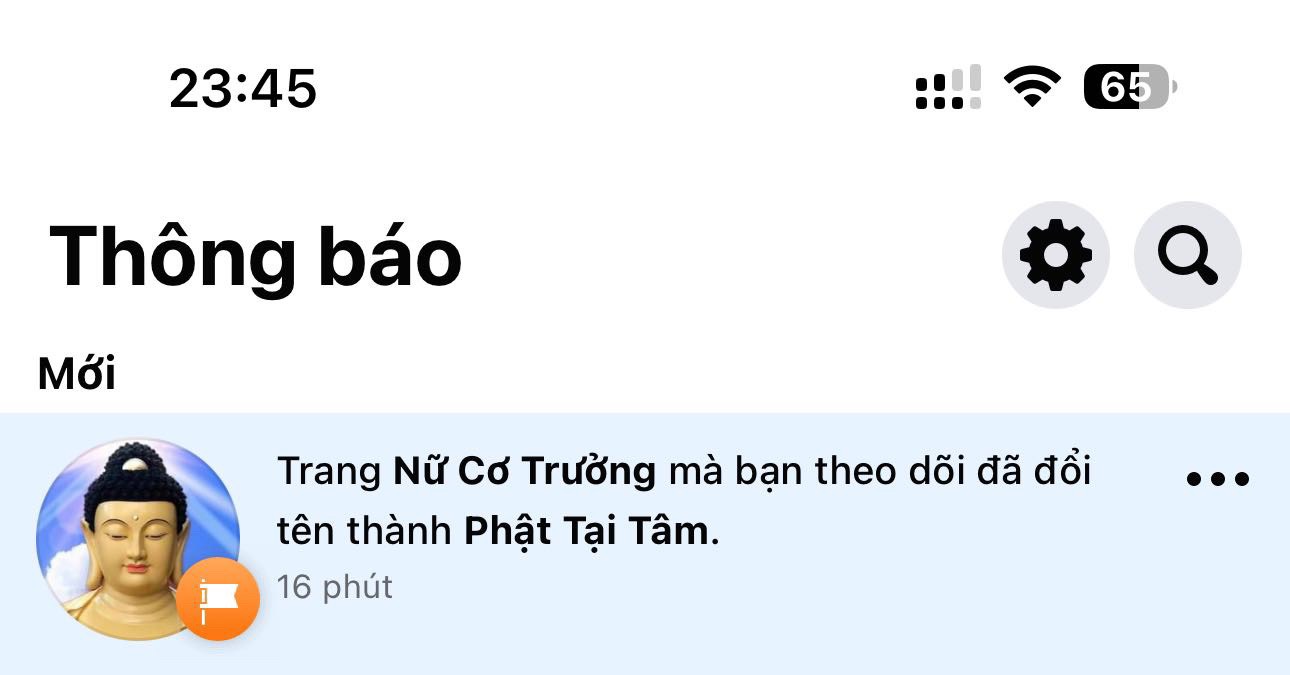 23:45
65
Thông báo
Mới
Trang Nữ Cơ Trưởng mà bạn theo dõi đã đổi
tên thành Phật Tại Tâm.
16 phút